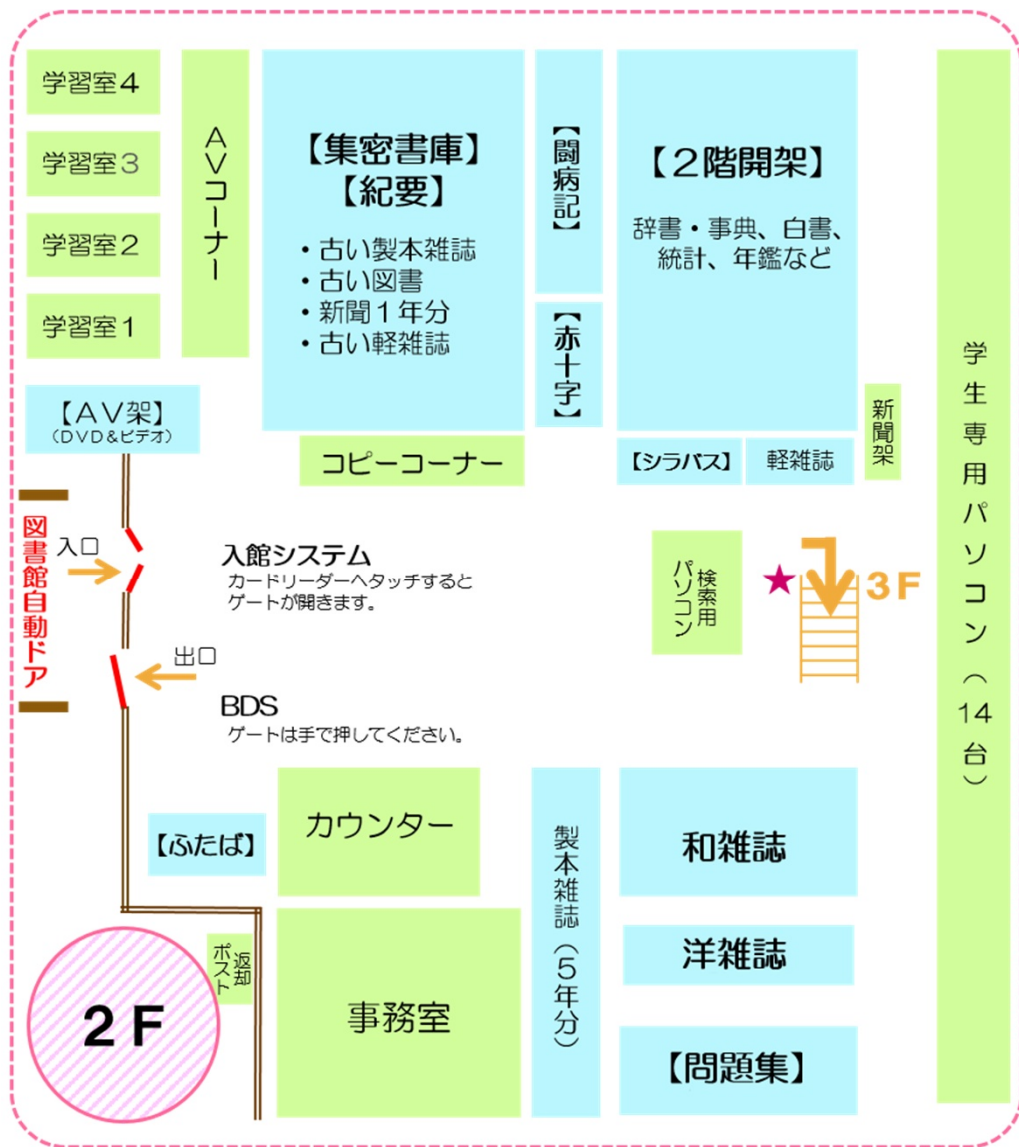 学習室４
学習室３
学習室２
学習室１
ＡＶコーナー
【集密書庫】
【紀要】
・古い製本雑誌
・古い図書
・新聞１年分
・古い軽雑誌
【闘病記】
【赤十字】
【２階開架】
辞書・事典、白書、
統計、年鑑など
学生専用パソコン（14台）
【ＡＶ架】
（ＤＶＤ＆ビデオ）
コピーコーナー
【シラバス】
軽雑誌
新聞架
図書館自動ドア
入口
入館システム
カードリーダーへタッチすると
ゲートが開きます。
検索用
パソコン
★
３Ｆ
出口
BDS
ゲートは手で押してください。
【ふたば】
カウンター
製本雑誌（５年分）
和雑誌
洋雑誌
【問題集】
返却
ポスト
事務室
２Ｆ